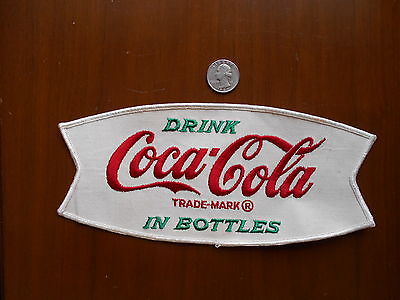 DRINK
Coca-Cola
TRADE-MARK ®
IN BOTTLES